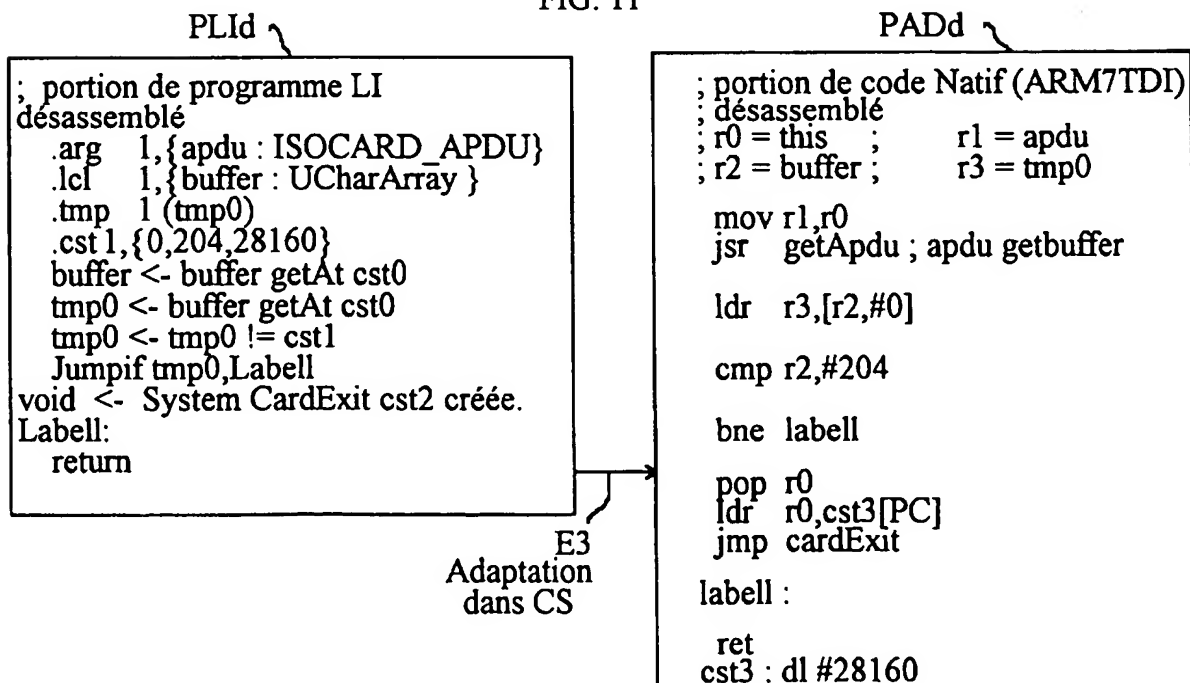 FIG. 11
PLId
; portion de programme LI
désassemblé
.arg 1,{apdu : ISOCARD_APDU}
.lcl 1,{buffer : UCharArray }
.tmp 1 (tmp0)
.cst 1,{0,204,28160}
buffer <- buffer getAt cst0
tmp0 <- buffer getAt cst0
tmp0 <- tmp0 != cst1
Jumpif tmp0,Labell
void <- System CardExit cst2 créée.
Labell:
return
E3
Adaptation
dans CS
PADd
; portion de code Natif (ARM7TDI)
; désassemblé
; r0 = this ; r1 = apdu
; r2 = buffer ; r3 = tmp0
mov r1,r0
jsr getApdu ; apdu getbuffer
ldr r3,[r2,#0]
cmp r2,#204
bne labell
pop r0
ldr r0,cst3[PC]
jmp cardExit
labell :
ret
cst3 : dl #28160